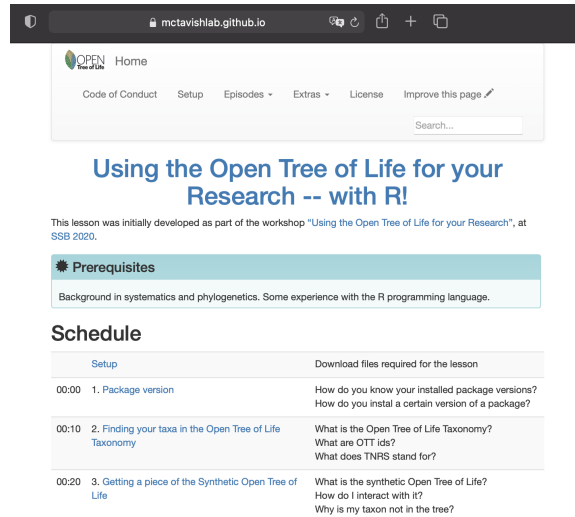 mctavishlab.github.io
OPEN
Tree of Life
Home
Code of Conduct Setup Episodes Extras License Improve this page
Search...
Using the Open Tree of Life for your
Research -- with R!
This lesson was initially developed as part of the workshop “Using the Open Tree of Life for your Research”, at
SSB 2020.
Prerequisites
Background in systematics and phylogenetics. Some experience with the R programming language.
Schedule
Setup Download files required for the lesson
00:00 1. Package version How do you know your installed package versions?
How do you instal a certain version of a package?
00:10 2. Finding your taxa in the Open Tree of Life What is the Open Tree of Life Taxonomy?
Taxonomy What are OTT ids?
What does TNRS stand for?
00:20 3. Getting a piece of the Synthetic Open Tree of What is the synthetic Open Tree of Life?
Life How do I interact with it?
Why is my taxon not in the tree?